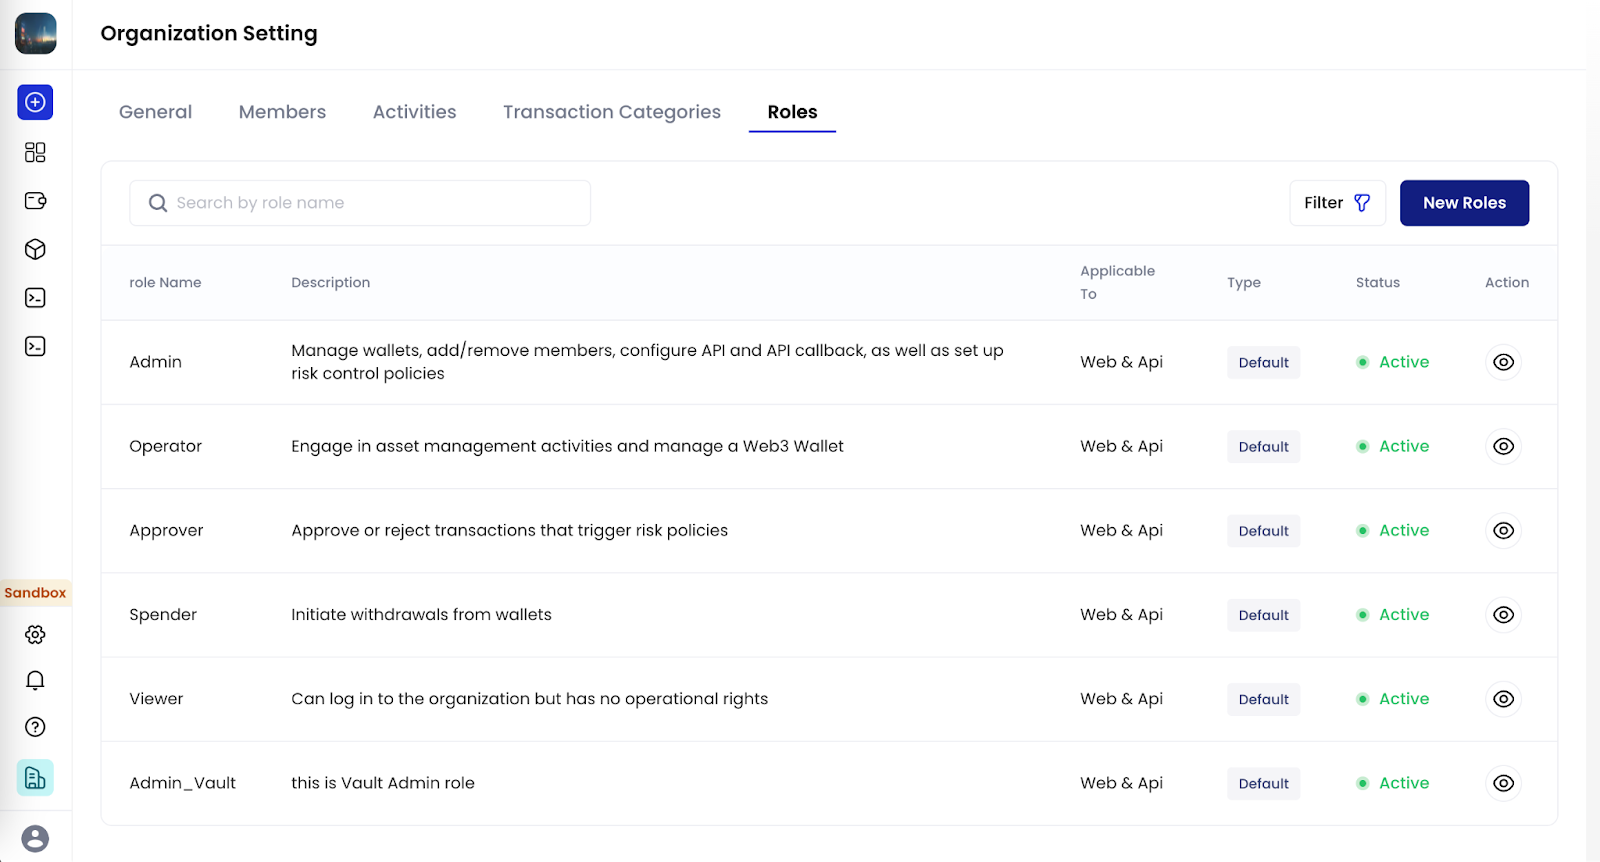 Organization Setting
General Members Activities Transaction Categories Roles
Search by role name Filter New Roles
role Name Description Applicable To Type Status Action
Admin Manage wallets, add/remove members, configure API and API callback, as well as set up
risk control policies Web & Api Default Active
Operator Engage in asset management activities and manage a Web3 Wallet Web & Api Default Active
Approver Approve or reject transactions that trigger risk policies Web & Api Default Active
Sandbox
Spender Initiate withdrawals from wallets Web & Api Default Active
Viewer Can log in to the organization but has no operational rights Web & Api Default Active
Admin_Vault this is Vault Admin role Web & Api Default Active